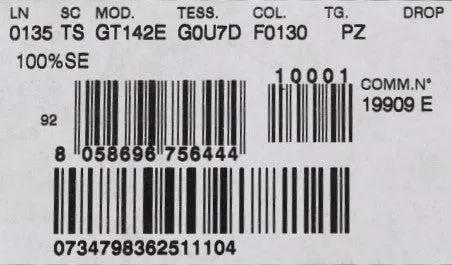 LN SC MOD. TESS. COL. TG. DROP
0135 TS GT142E G0U7D F0130 PZ
100%SE
10001
COMM.N°
19909 E
92
8 058696 756444
0734798362511104